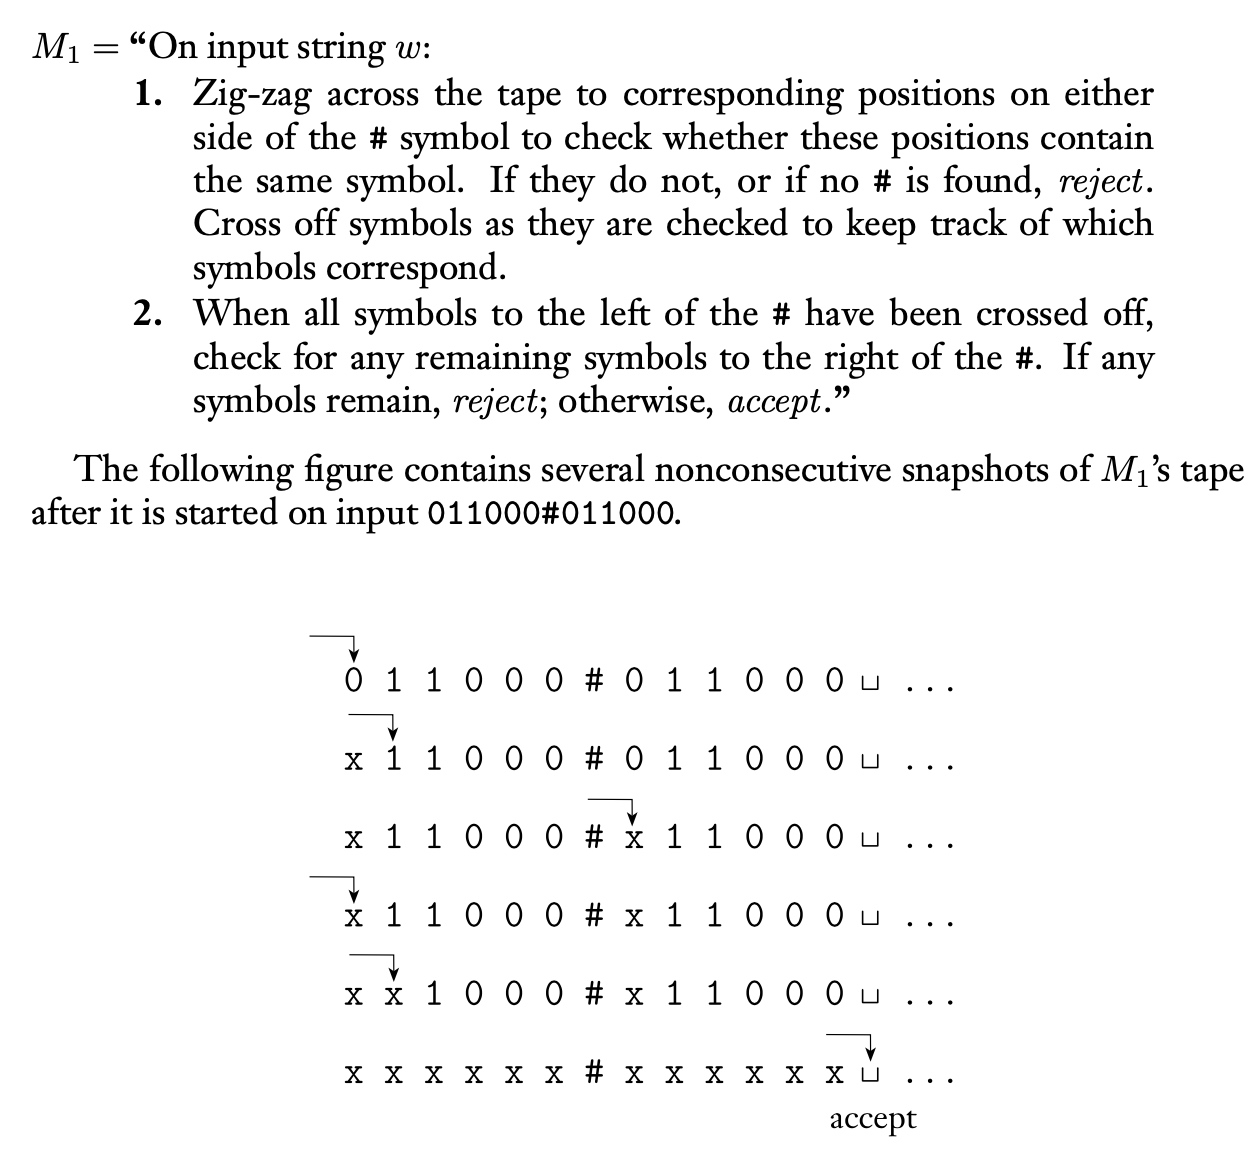 M₁ = “On input string w:
1. Zig-zag across the tape to corresponding positions on either
side of the # symbol to check whether these positions contain
the same symbol. If they do not, or if no # is found, reject.
Cross off symbols as they are checked to keep track of which
symbols correspond.
2. When all symbols to the left of the # have been crossed off,
check for any remaining symbols to the right of the #. If any
symbols remain, reject; otherwise, accept.”
The following figure contains several nonconsecutive snapshots of M₁’s tape
after it is started on input 011000#011000.
0 1 1 0 0 0 # 0 1 1 0 0 0 ⊔ ...
x 1 1 0 0 0 # 0 1 1 0 0 0 ⊔ ...
x 1 1 0 0 0 # x 1 1 0 0 0 ⊔ ...
x 1 1 0 0 0 # x 1 1 0 0 0 ⊔ ...
x x 1 0 0 0 # x 1 1 0 0 0 ⊔ ...
x x x x x x # x x x x x x ⊔ ...
accept